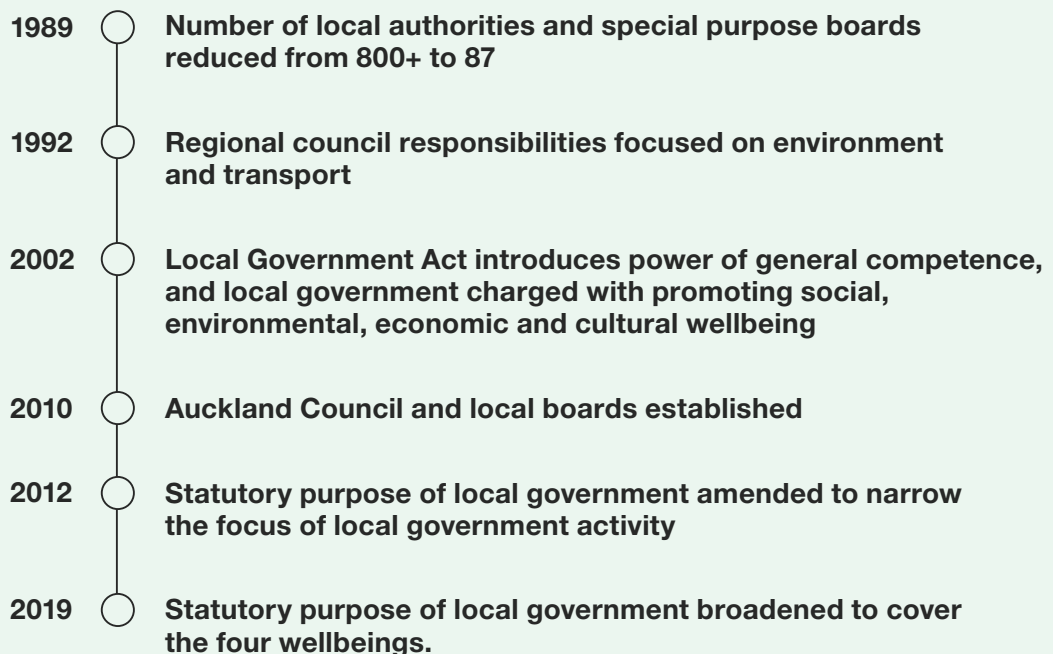 1989
Number of local authorities and special purpose boards
reduced from 800+ to 87
1992
Regional council responsibilities focused on environment
and transport
2002
Local Government Act introduces power of general competence,
and local government charged with promoting social,
environmental, economic and cultural wellbeing
2010
Auckland Council and local boards established
2012
Statutory purpose of local government amended to narrow
the focus of local government activity
2019
Statutory purpose of local government broadened to cover
the four wellbeings.